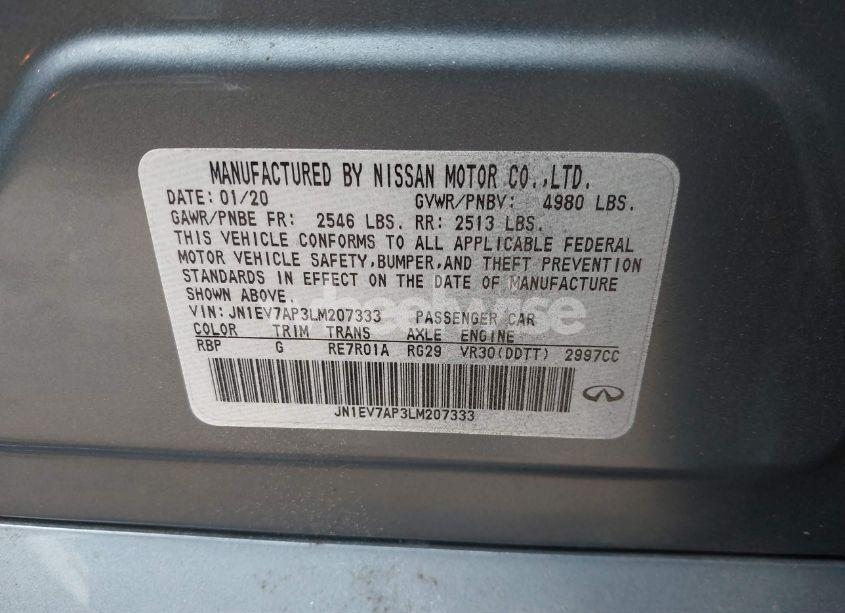 MANUFACTURED BY NISSAN MOTOR CO.,LTD.
DATE: 01/20 GVWR/PNBV: 4980 LBS.
GAWR/PNBE FR: 2546 LBS. RR: 2513 LBS.
THIS VEHICLE CONFORMS TO ALL APPLICABLE FEDERAL
MOTOR VEHICLE SAFETY,BUMPER,AND THEFT PREVENTION
STANDARDS IN EFFECT ON THE DATE OF MANUFACTURE
SHOWN ABOVE.
wheelwise
VIN: JN1EV7AP3LM207333 PASSENGER CAR
COLOR TRIM TRANS AXLE ENGINE
RBP G RE7R01A RG29 VR30(DDTT) 2997CC
JN1EV7AP3LM207333